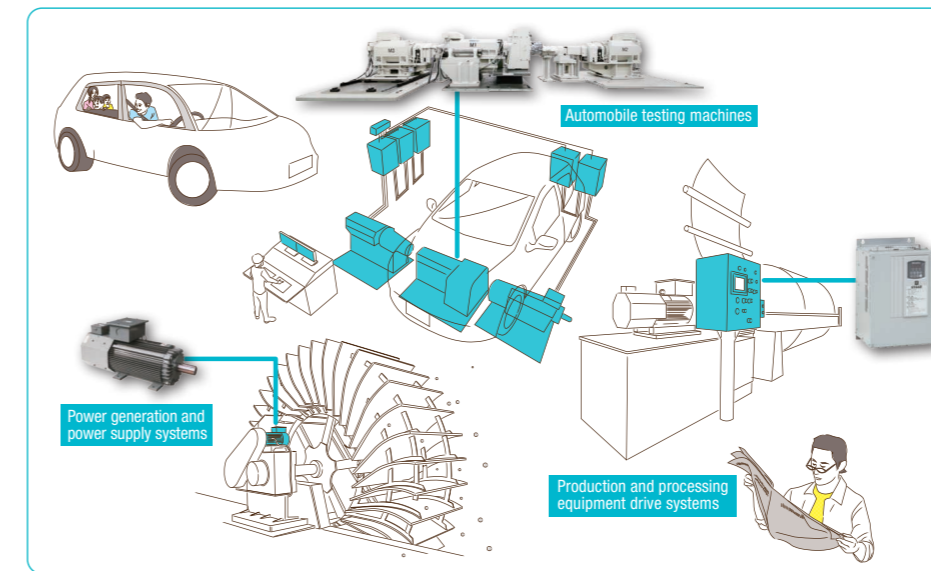 Automobile testing machines
Power generation and
power supply systems
Production and processing
equipment drive systems